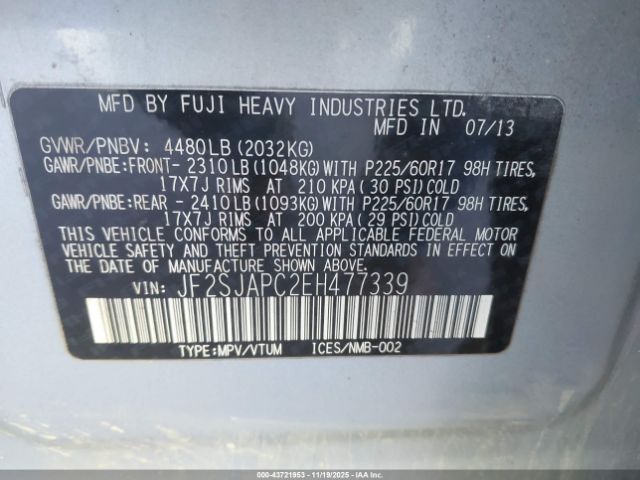 MFD BY FUJI HEAVY INDUSTRIES LTD.
MFD IN 07/13
GVWR/PNBV: 4480LB(2032KG)
GAWR/PNBE:FRONT- 2310LB(1048KG)WITH P225/60R17 98H TIRES,
17X7J RIMS AT 210 KPA ( 30 PSI) COLD
GAWR/PNBE:REAR - 2410LB(1093KG)WITH P225/60R17 98H TIRES,
17X7J RIMS AT 200 KPA ( 29 PSI) COLD
THIS VEHICLE CONFORMS TO ALL APPLICABLE FEDERAL MOTOR
VEHICLE SAFETY AND THEFT PREVENTION STANDARDS IN EFFECT ON
THE DATE OF MANUFACTURE SHOWN ABOVE.
VIN: JF2SJAPC2EH477339
TYPE:MPV/VTUM ICES/NMB-002
000-43721953 - 11/19/2025 - IAAI.COM